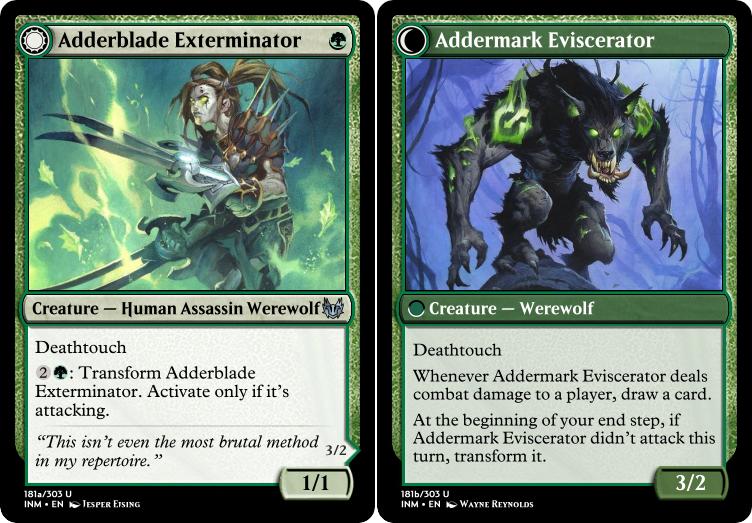 Adderblade Exterminator
Creature — Human Assassin Werewolf
Deathtouch
2 : Transform Adderblade
Exterminator. Activate only if it's
attacking.
"This isn't even the most brutal method
in my repertoire."
3/2
1/1
181a/303 U
INM • EN Jesper Ejsing
Addermark Eviscerator
Creature — Werewolf
Deathtouch
Whenever Addermark Eviscerator deals
combat damage to a player, draw a card.
At the beginning of your end step, if
Addermark Eviscerator didn't attack this
turn, transform it.
3/2
181b/303 U
INM • EN Wayne Reynolds